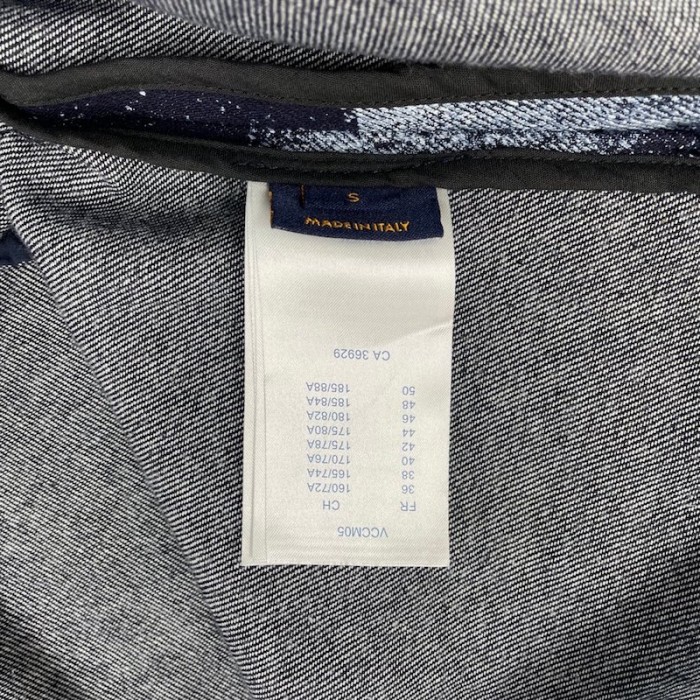 S
MADE IN ITALY
VCCM05
FR CH
36 160/72A
38 165/74A
40 170/76A
42 175/78A
44 175/80A
46 180/82A
48 185/84A
50 185/88A
CA 36929